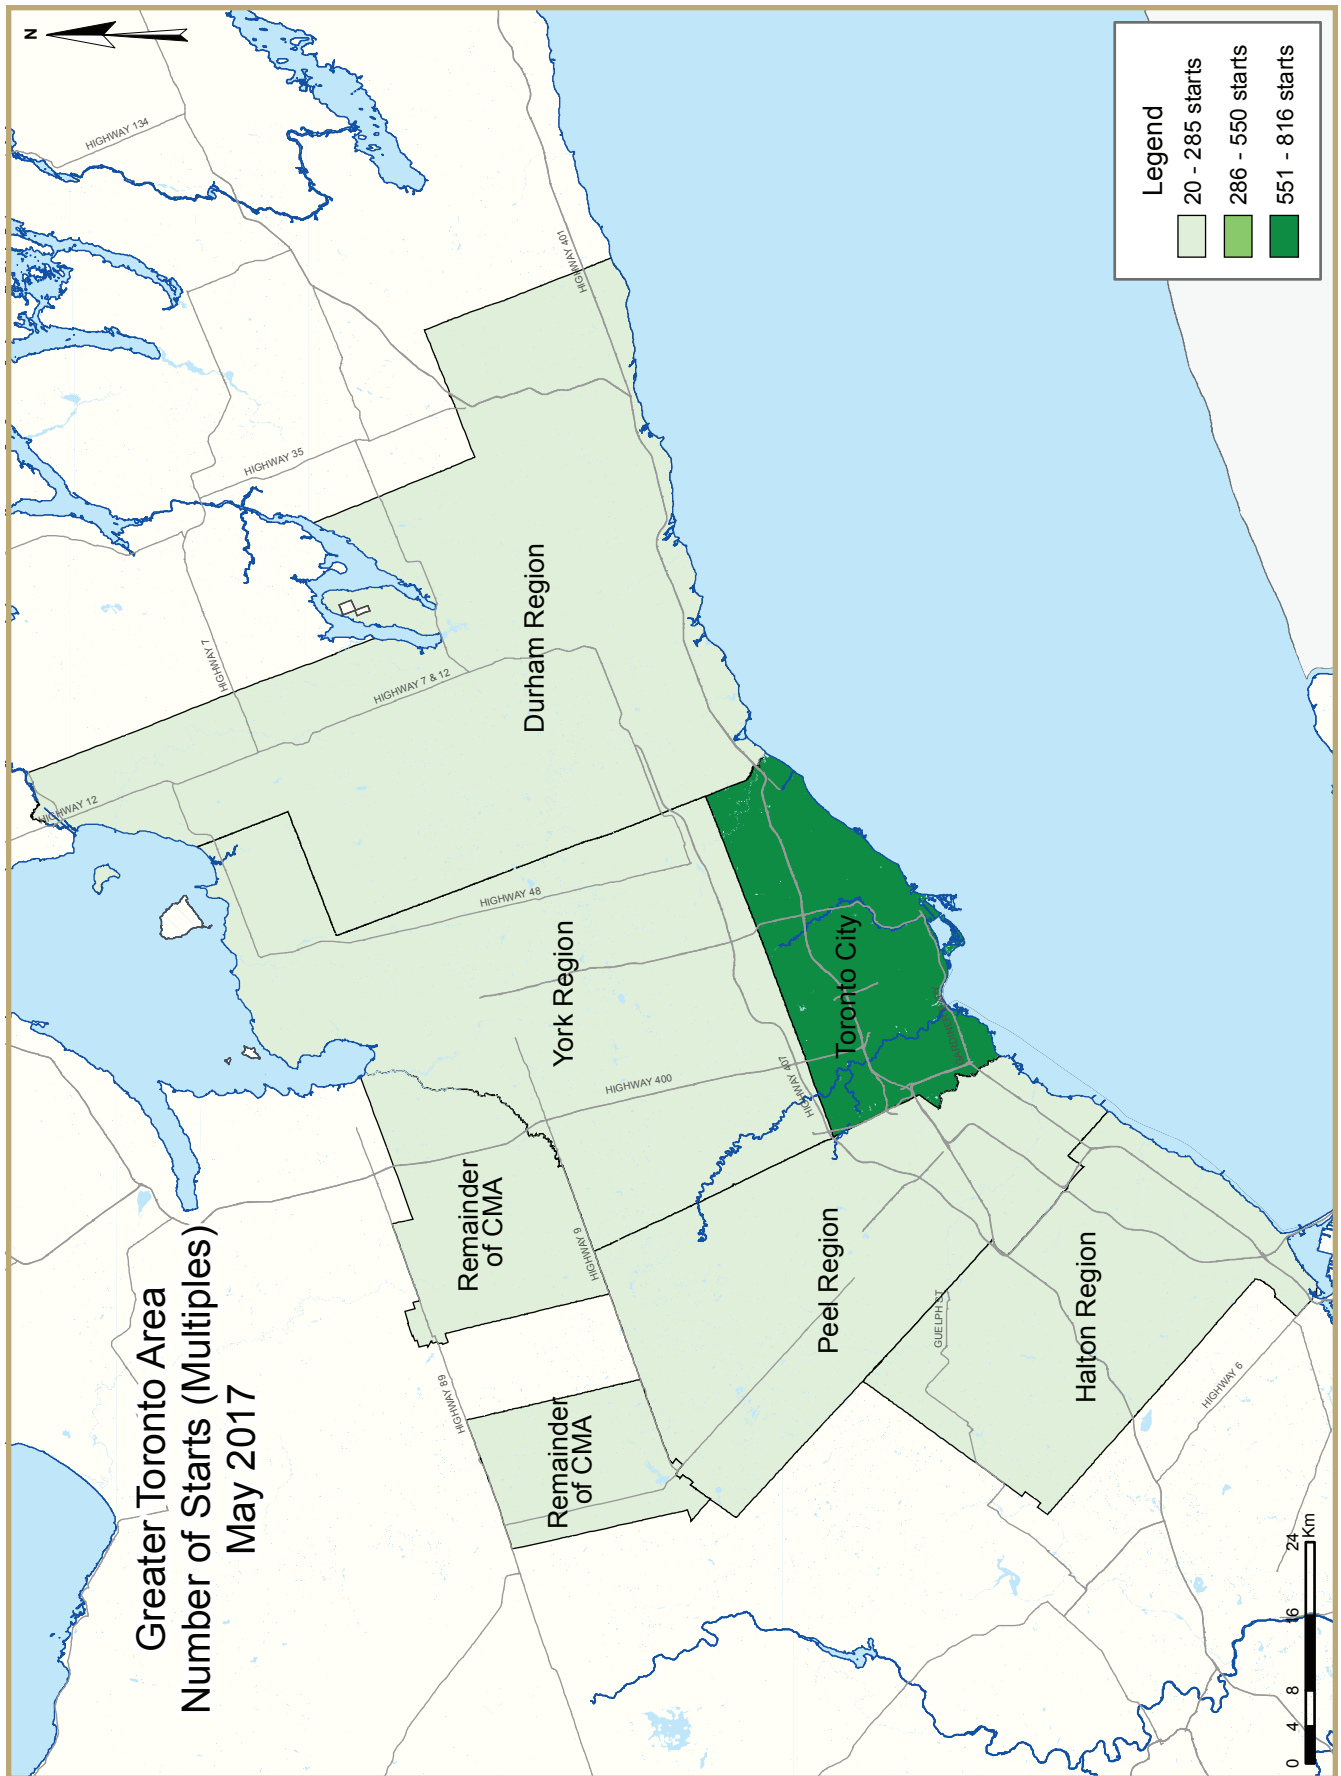 Greater Toronto Area
Number of Starts (Multiples)
May 2017
N
HIGHWAY 134
HIGHWAY 401
HIGHWAY 35
HIGHWAY 7
HIGHWAY 7 & 12
HIGHWAY 12
Durham Region
HIGHWAY 48
York Region
HIGHWAY 400
HIGHWAY 407
Toronto City
Remainder
of CMA
HIGHWAY 9
HIGHWAY 89
Remainder
of CMA
Peel Region
GUELPH ST
Halton Region
HIGHWAY 6
Legend
20 - 285 starts
286 - 550 starts
551 - 816 starts
0 4 8 16 24
Km